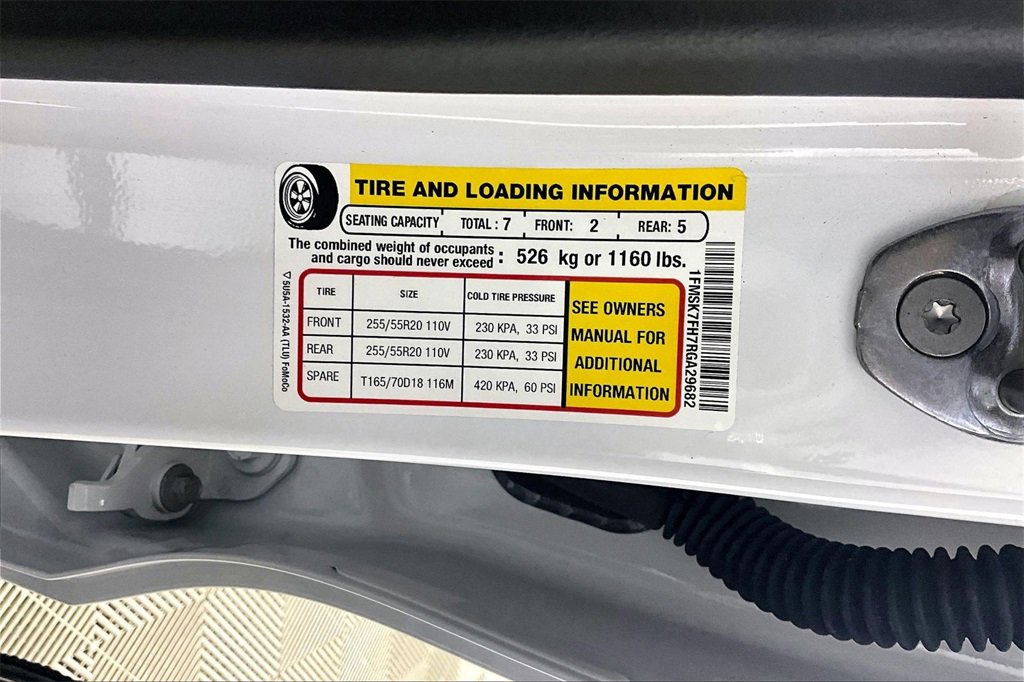 TIRE AND LOADING INFORMATION
SEATING CAPACITY TOTAL : 7 FRONT: 2 REAR: 5
The combined weight of occupants
and cargo should never exceed : 526 kg or 1160 lbs.
TIRE SIZE COLD TIRE PRESSURE
FRONT 255/55R20 110V 230 KPA, 33 PSI
REAR 255/55R20 110V 230 KPA, 33 PSI
SPARE T165/70D18 116M 420 KPA, 60 PSI
SEE OWNERS
MANUAL FOR
ADDITIONAL
INFORMATION
5U5A-1532-AA (TLU) FoMoCo
1FMSK7FH7RGA29682